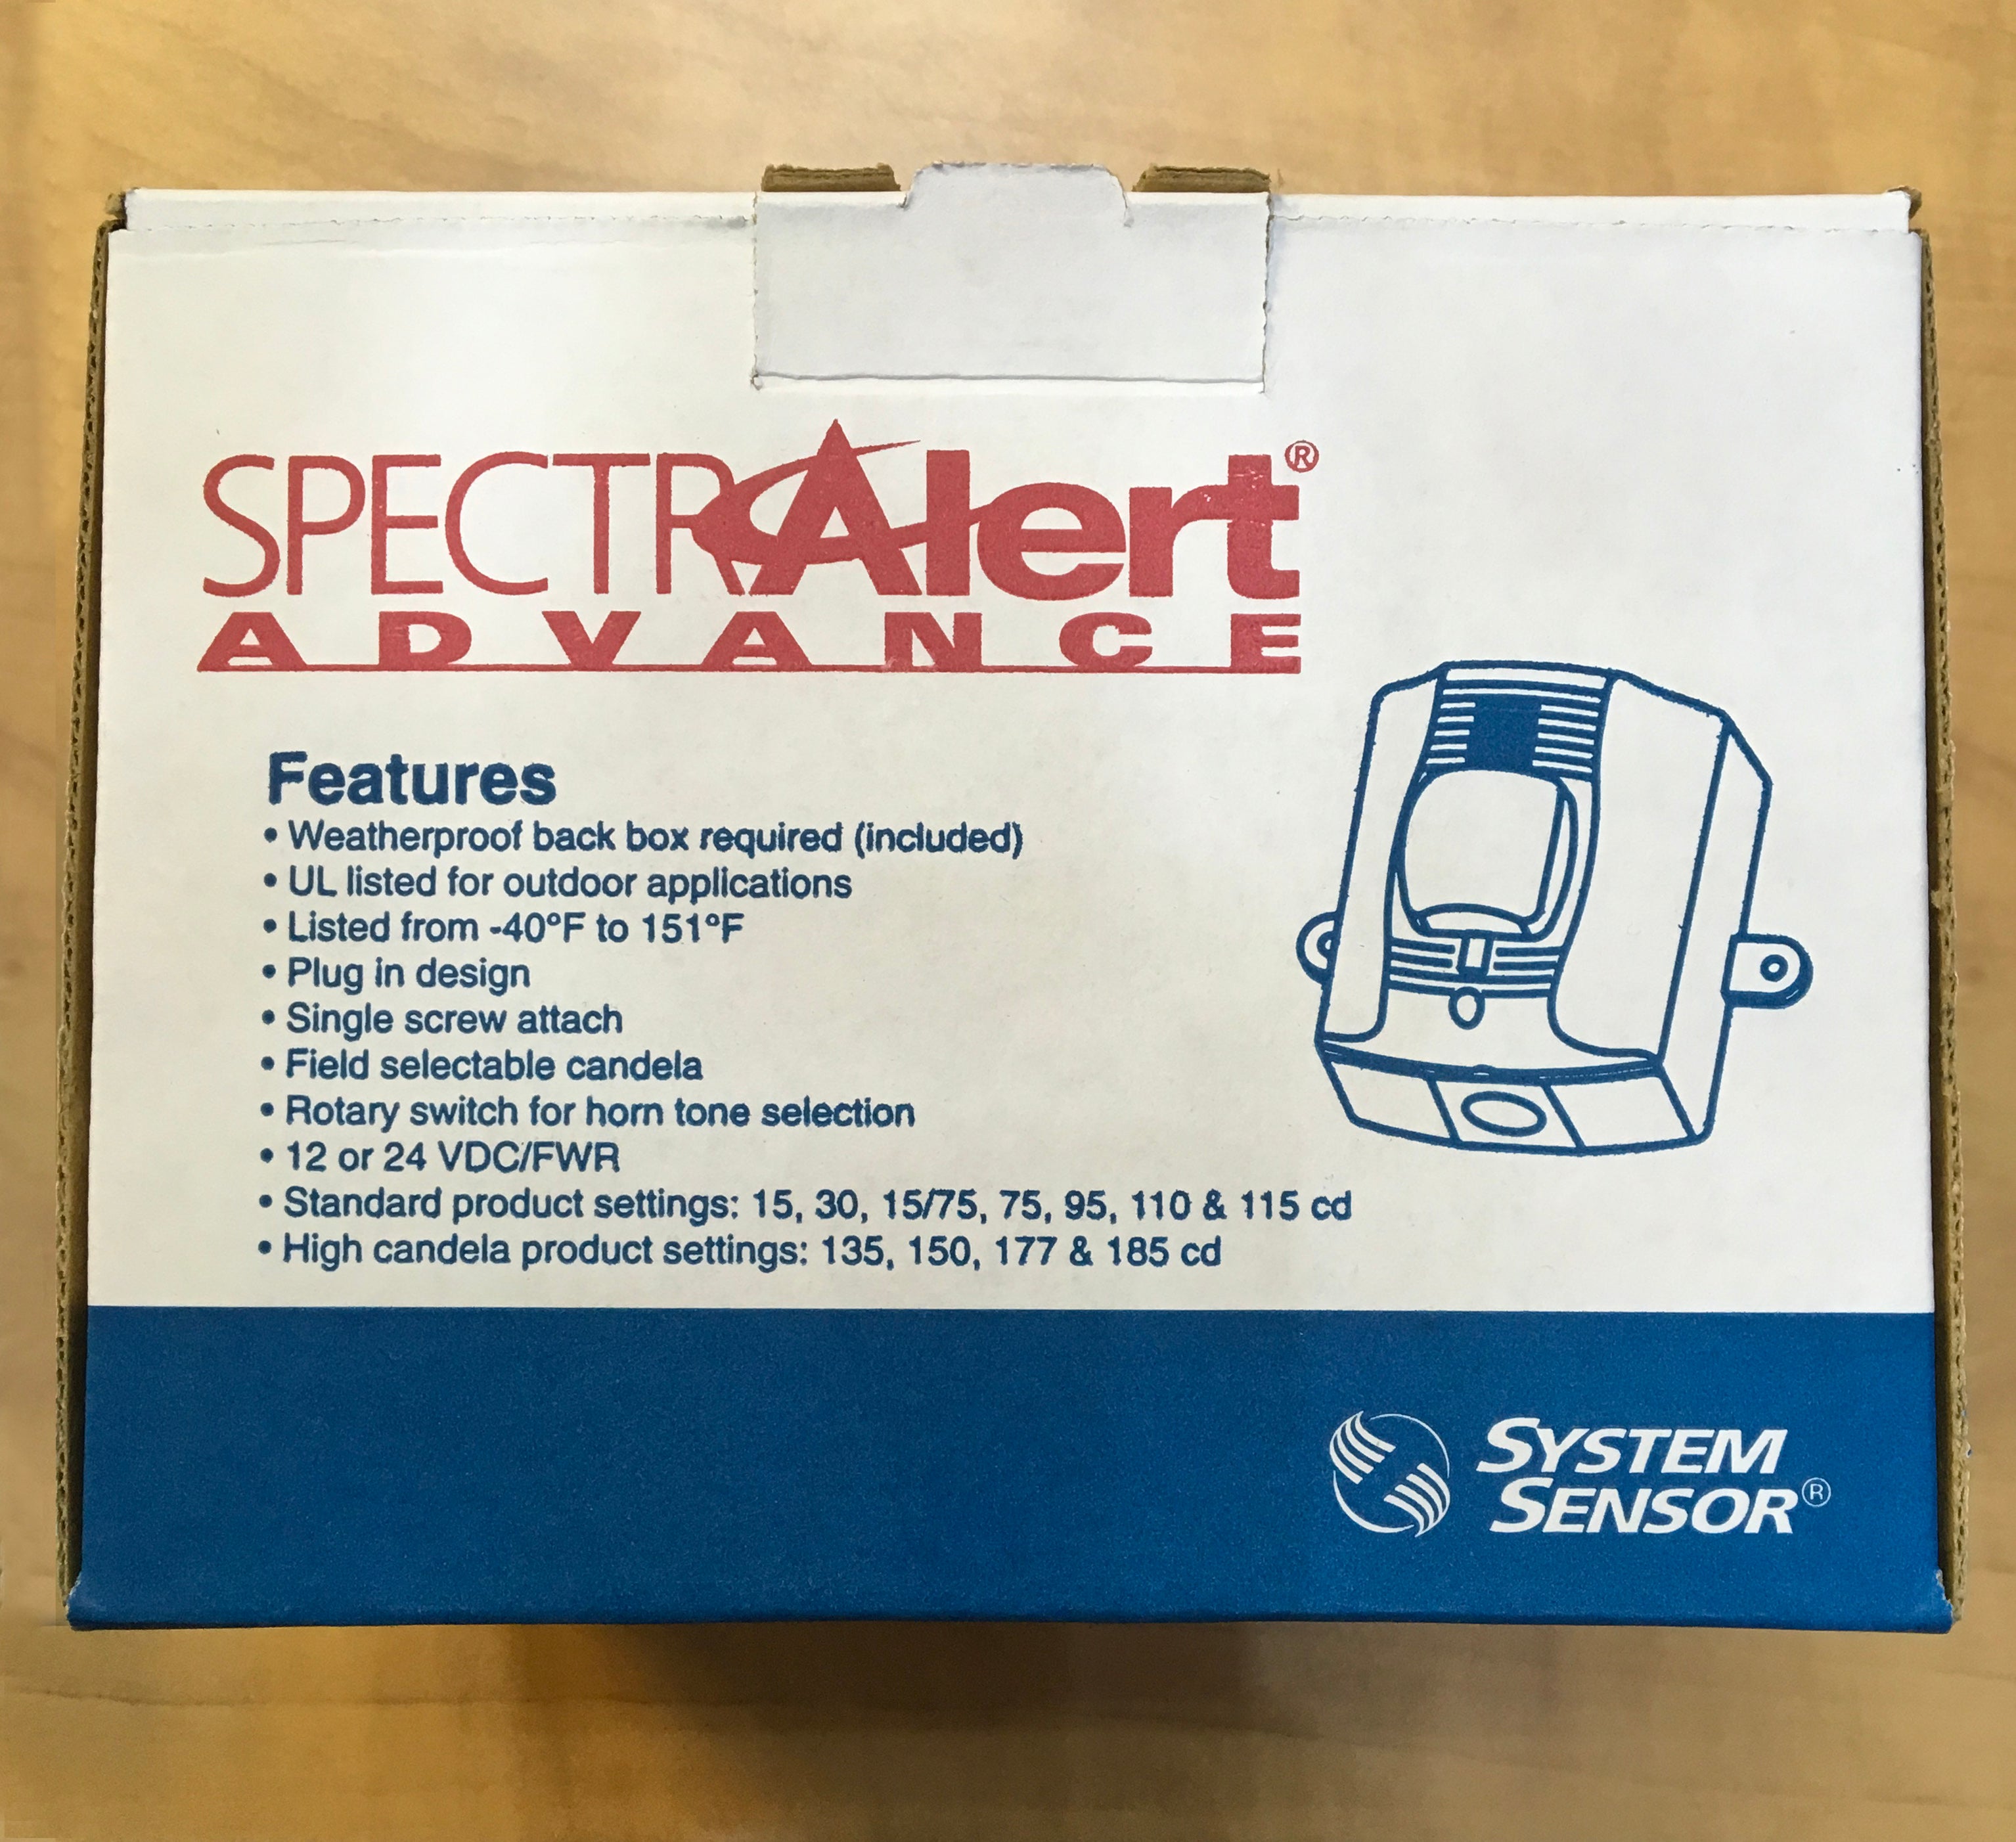 SPECTRAlert®
ADVANCE
Features
• Weatherproof back box required (included)
• UL listed for outdoor applications
• Listed from -40°F to 151°F
• Plug in design
• Single screw attach
• Field selectable candela
• Rotary switch for horn tone selection
• 12 or 24 VDC/FWR
• Standard product settings: 15, 30, 15/75, 75, 95, 110 & 115 cd
• High candela product settings: 135, 150, 177 & 185 cd
SYSTEM
SENSOR®